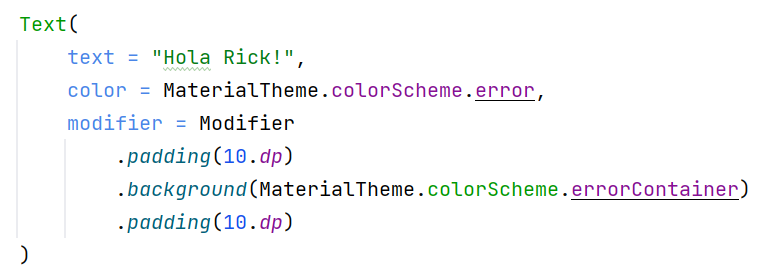 Text(
    text = "Hola Rick!",
    color = MaterialTheme.colorScheme.error,
    modifier = Modifier
        .padding(10.dp)
        .background(MaterialTheme.colorScheme.errorContainer)
        .padding(10.dp)
)